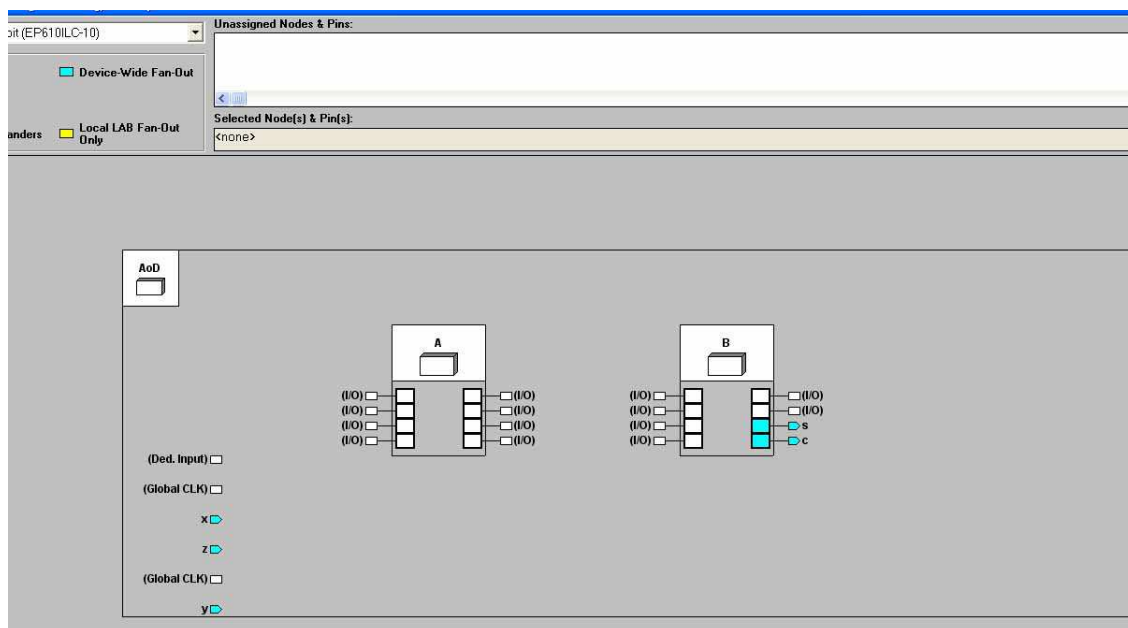 Unassigned Nodes & Pins:
bit (EP610ILC-10)
Device-Wide Fan-Out
Selected Node(s) & Pin(s):
anders
Local LAB Fan-Out
Only
<none>
AoD
A
B
(I/O) (I/O) (I/O) (I/O)
(I/O) (I/O) (I/O) (I/O)
(I/O) (I/O) (I/O) s
(I/O) (I/O) (I/O) c
(Ded. Input)
(Global CLK)
x
z
(Global CLK)
y